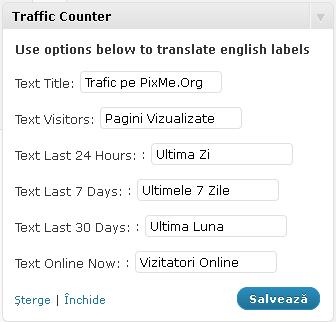 Traffic Counter
Use options below to translate english labels
Text Title: Trafic pe PixMe.Org
Text Visitors: Pagini Vizualizate
Text Last 24 Hours: : Ultima Zi
Text Last 7 Days: : Ultimele 7 Zile
Text Last 30 Days: : Ultima Luna
Text Online Now: : Vizitatori Online
Șterge | Închide Salvează